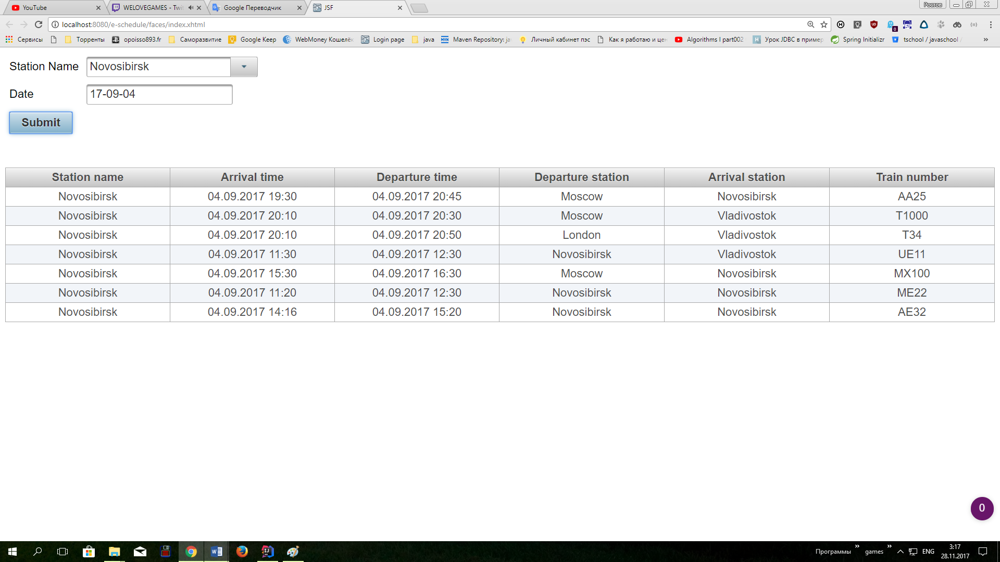 YouTube
WELOVEGAMES - Twi
Google Переводчик
JSF
Ростов
localhost:8080/e-schedule/faces/index.xhtml
Сервисы Торренты opoisso893.fr Саморазвитие Google Keep WebMoney Кошелёк Login page java Maven Repository: ja Личный кабинет пэс Как я работаю и цен Algorithms I part002 Урок JDBC в пример Spring Initializr tschool / javaschool /
Station Name Novosibirsk
Date 17-09-04
Submit
Station name Arrival time Departure time Departure station Arrival station Train number
Novosibirsk 04.09.2017 19:30 04.09.2017 20:45 Moscow Novosibirsk AA25
Novosibirsk 04.09.2017 20:10 04.09.2017 20:30 Moscow Vladivostok T1000
Novosibirsk 04.09.2017 20:10 04.09.2017 20:50 London Vladivostok T34
Novosibirsk 04.09.2017 11:30 04.09.2017 12:30 Novosibirsk Vladivostok UE11
Novosibirsk 04.09.2017 15:30 04.09.2017 16:30 Moscow Novosibirsk MX100
Novosibirsk 04.09.2017 11:20 04.09.2017 12:30 Novosibirsk Novosibirsk ME22
Novosibirsk 04.09.2017 14:16 04.09.2017 15:20 Novosibirsk Novosibirsk AE32
0
Программы » games » ENG 3:17
28.11.2017